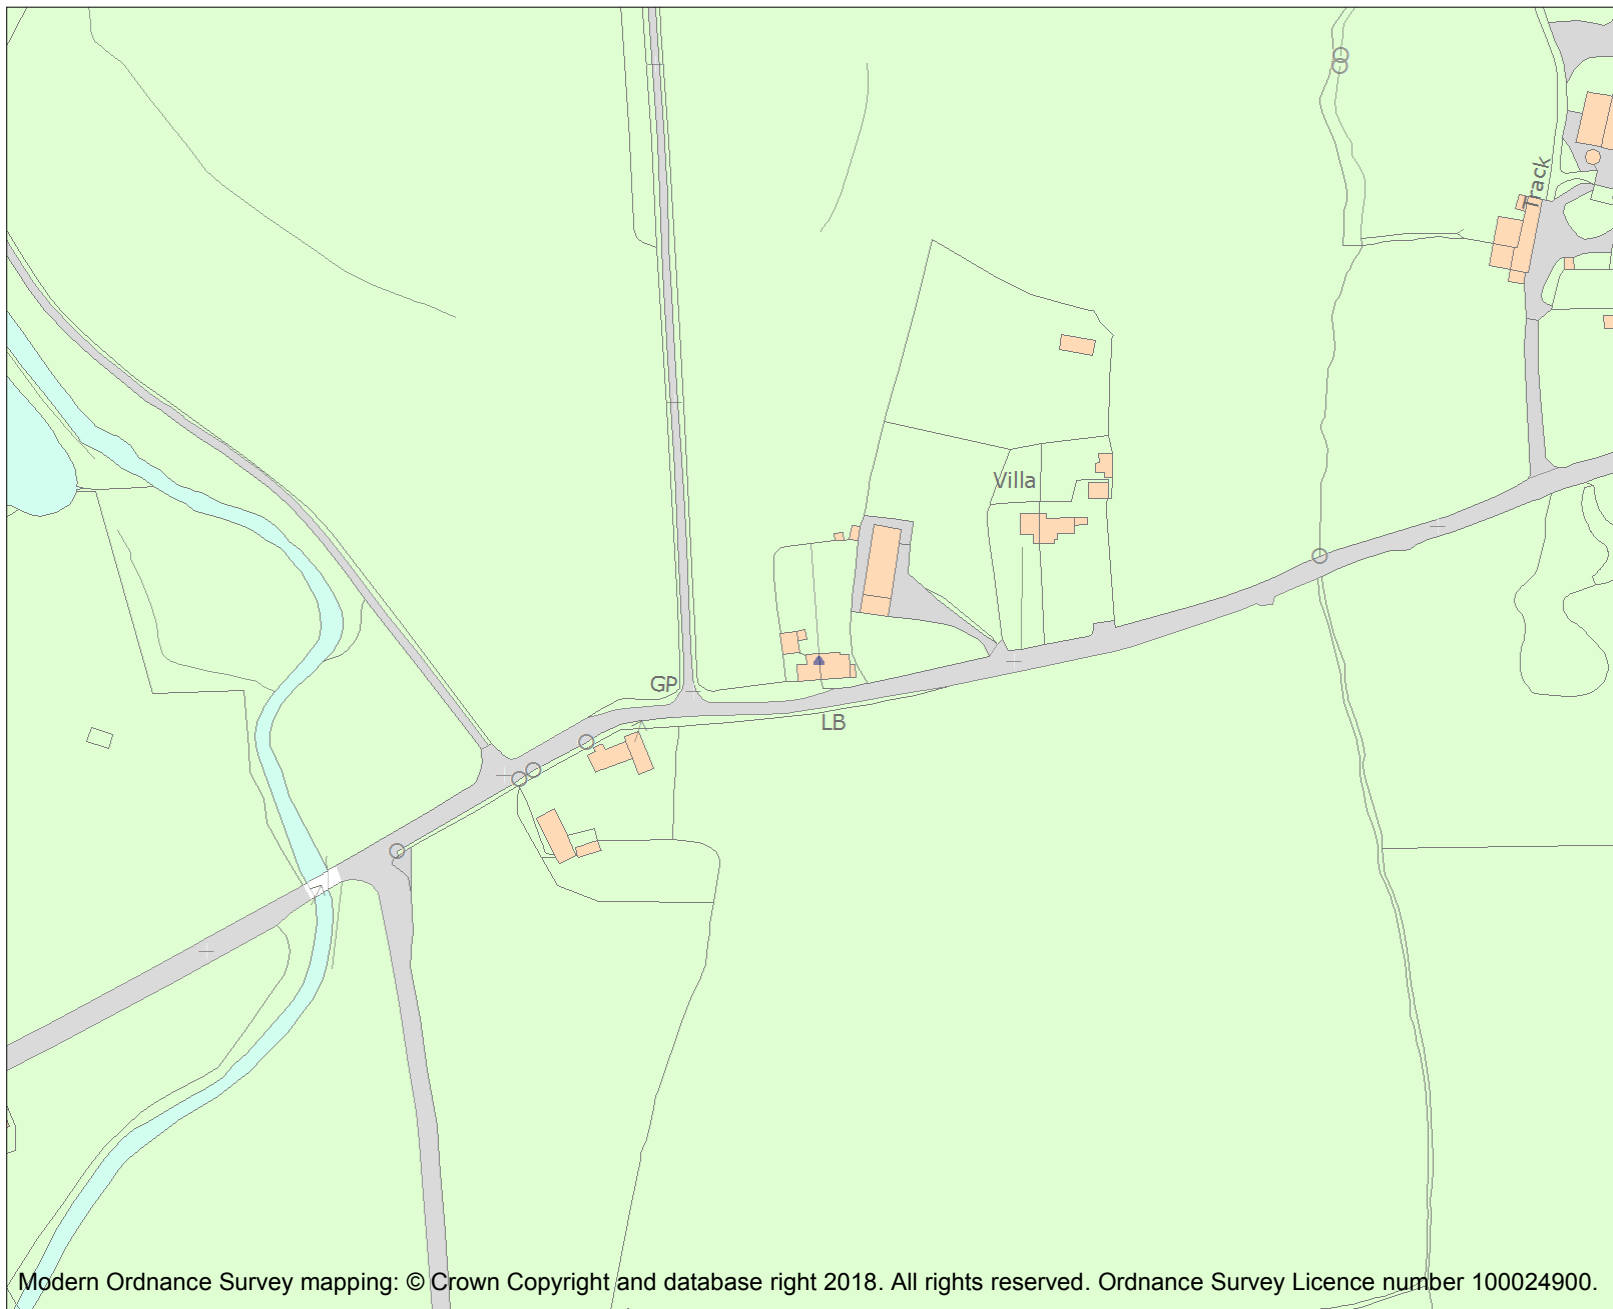 Track
Villa
GP
LB
Modern Ordnance Survey mapping: © Crown Copyright and database right 2018. All rights reserved. Ordnance Survey Licence number 100024900.